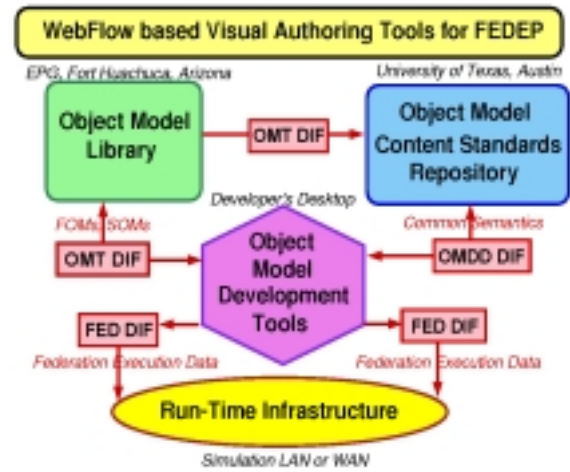 WebFlow based Visual Authoring Tools for FEDEP
EPG, Fort Huachuca, Arizona
University of Texas, Austin
Object Model
Library
OMT DIF
Object Model
Content Standards
Repository
Developer's Desktop
FOMs, SOMs
Common Semantics
OMT DIF
Object
Model
Development
Tools
OMDD DIF
FED DIF
FED DIF
Federation Execution Data
Federation Execution Data
Run-Time Infrastructure
Simulation LAN or WAN